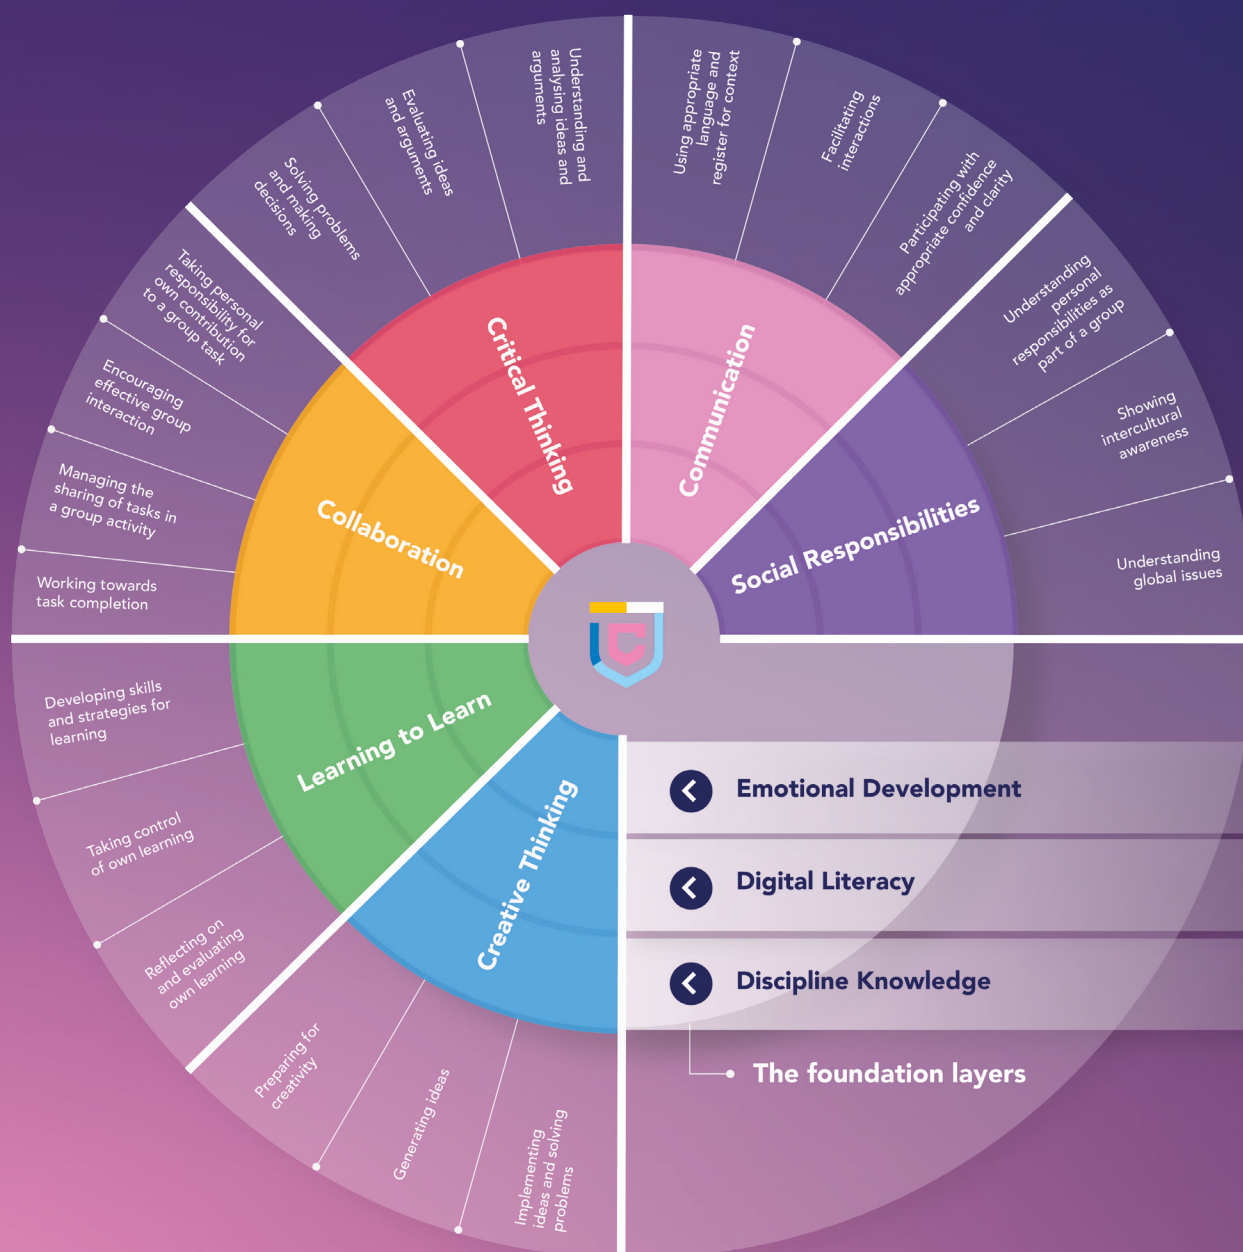 Understanding and
analysing ideas and
arguments
Evaluating ideas
and arguments
Solving problems
and making
decisions
Critical Thinking
Using appropriate
language and
register for context
Facilitating
interactions
Participating with
appropriate confidence
and clarity
Communication
Understanding
personal
responsibilities as
part of a group
Showing
intercultural
awareness
Understanding
global issues
Social Responsibilities
Taking personal
responsibility for
own contribution
to a group task
Encouraging
effective group
interaction
Managing the
sharing of tasks in
a group activity
Working towards
task completion
Collaboration
Developing skills
and strategies for
learning
Taking control
of own learning
Reflecting on
and evaluating
own learning
Learning to Learn
Preparing for
creativity
Generating ideas
Implementing
ideas and solving
problems
Creative Thinking
Emotional Development
Digital Literacy
Discipline Knowledge
The foundation layers